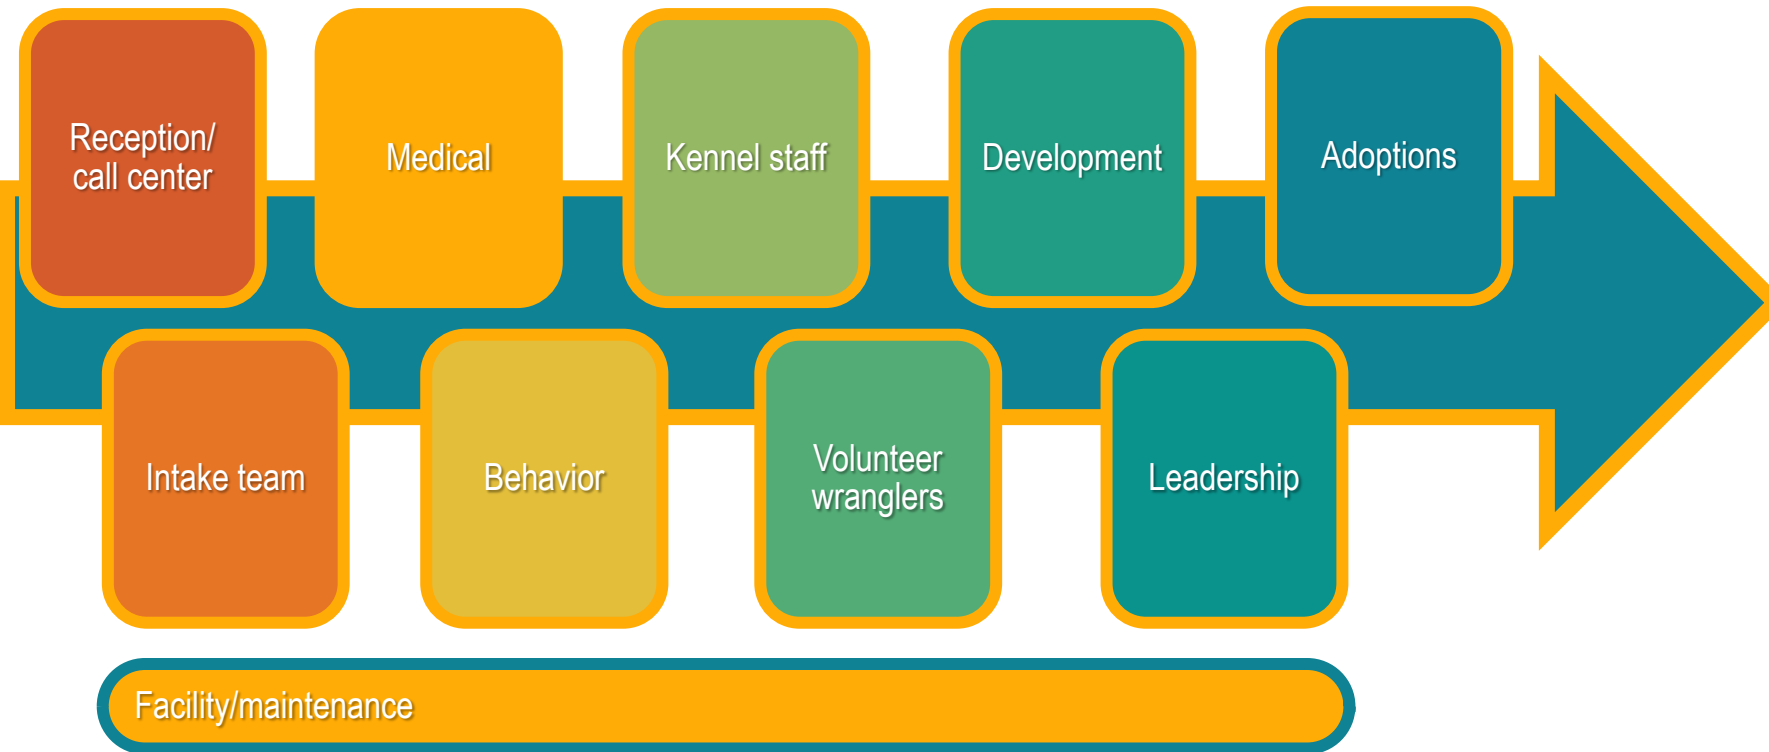 Reception/
call center
Medical
Kennel staff
Development
Adoptions
Intake team
Behavior
Volunteer
wranglers
Leadership
Facility/maintenance